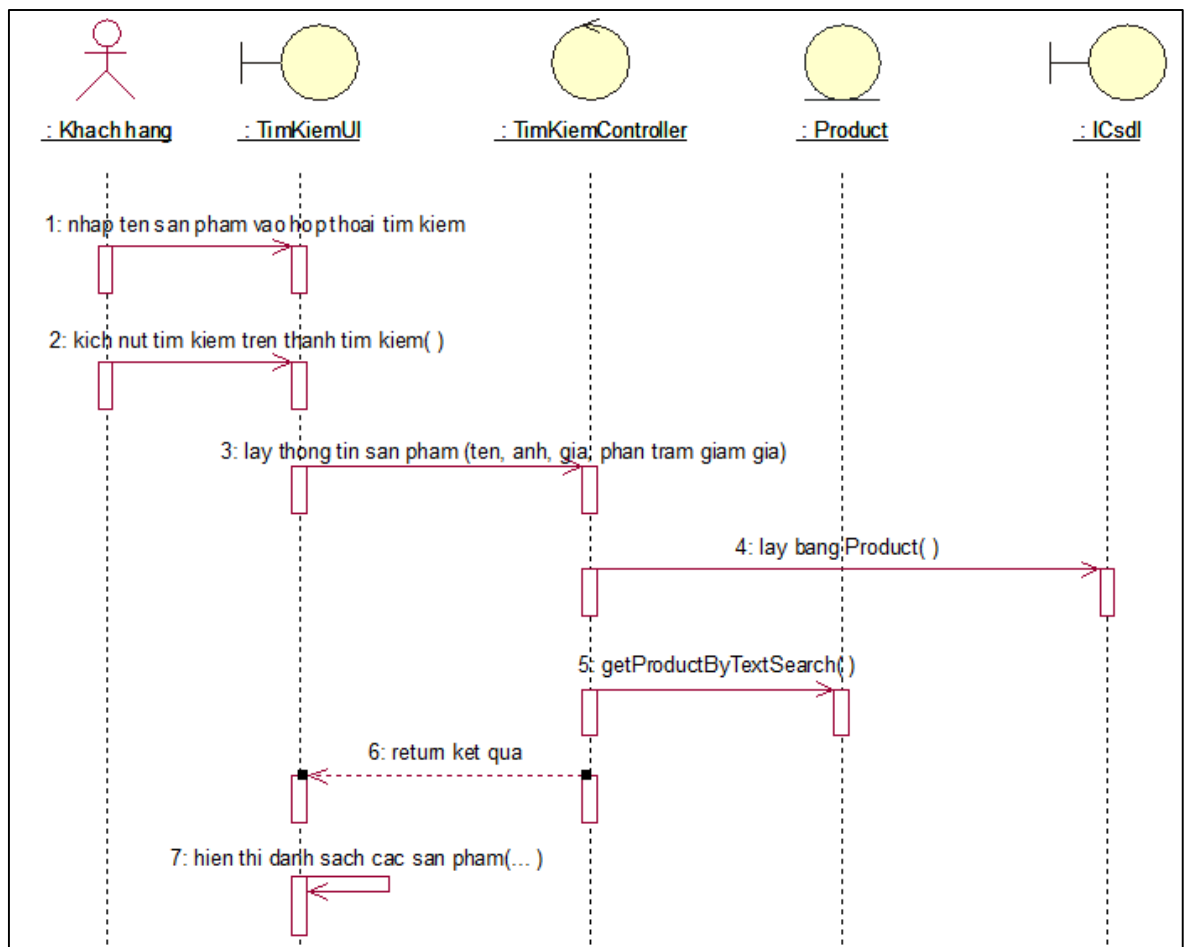 : Khach hang
: TimKiemUI
: TimKiemController
: Product
: ICsdl
1: nhap ten san pham vao hop thoai tim kiem
2: kich nut tim kiem tren thanh tim kiem( )
3: lay thong tin san pham (ten, anh, gia, phan tram giam gia)
4: lay bang Product( )
5: getProductByTextSearch( )
6: return ket qua
7: hien thi danh sach cac san pham(... )